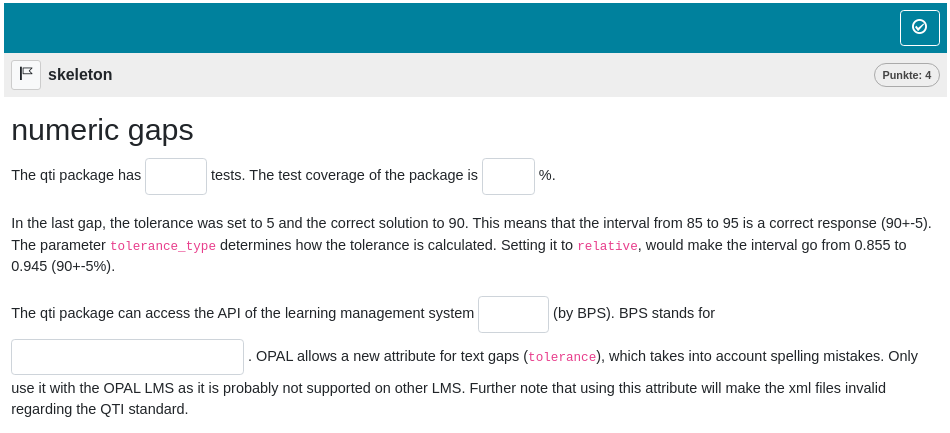 skeleton
Punkte: 4
numeric gaps
The qti package has tests. The test coverage of the package is %.
In the last gap, the tolerance was set to 5 and the correct solution to 90. This means that the interval from 85 to 95 is a correct response (90+-5).
The parameter tolerance_type determines how the tolerance is calculated. Setting it to relative, would make the interval go from 0.855 to
0.945 (90+-5%).
The qti package can access the API of the learning management system (by BPS). BPS stands for
. OPAL allows a new attribute for text gaps (tolerance), which takes into account spelling mistakes. Only
use it with the OPAL LMS as it is probably not supported on other LMS. Further note that using this attribute will make the xml files invalid
regarding the QTI standard.